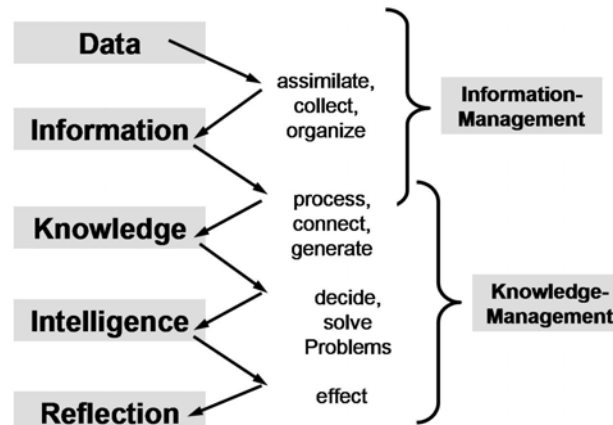 Data
assimilate,
collect,
organize
Information-
Management
Information
process,
connect,
generate
Knowledge
decide,
solve
Problems
Knowledge-
Management
Intelligence
effect
Reflection